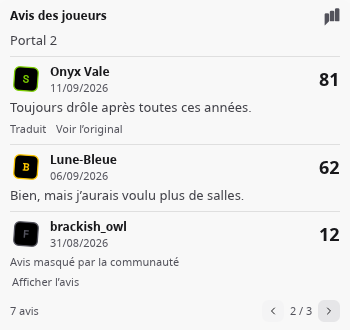 Avis des joueurs
Portal 2
S
Onyx Vale
11/09/2026
81
Toujours drôle après toutes ces années.
Traduit Voir l’original
B
Lune-Bleue
06/09/2026
62
Bien, mais j’aurais voulu plus de salles.
F
brackish_owl
31/08/2026
12
Avis masqué par la communauté
Afficher l’avis
7 avis
2 / 3